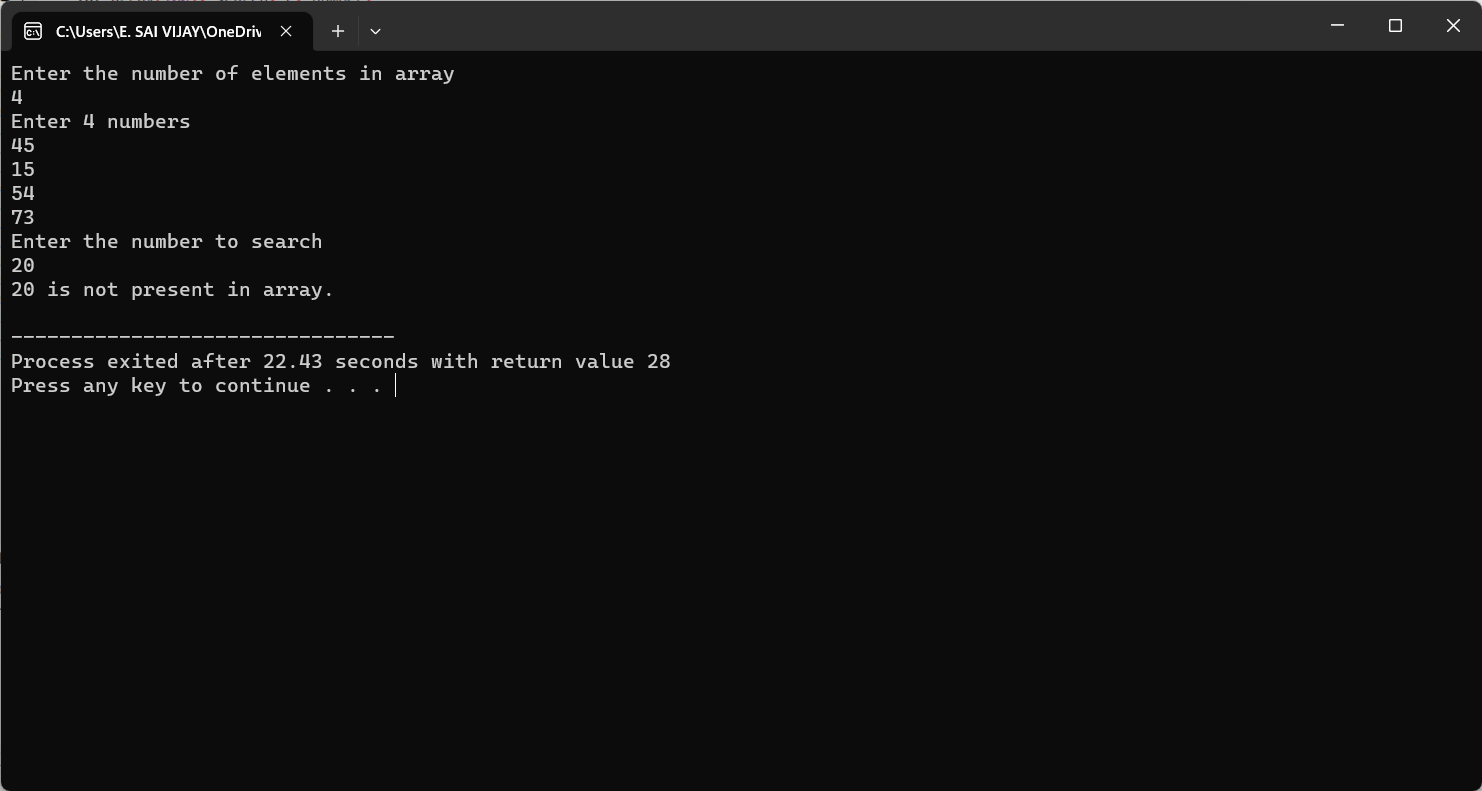 C:\Users\E. SAI VIJAY\OneDriv
Enter the number of elements in array
4
Enter 4 numbers
45
15
54
73
Enter the number to search
20
20 is not present in array.
--------------------------------
Process exited after 22.43 seconds with return value 28
Press any key to continue . . .